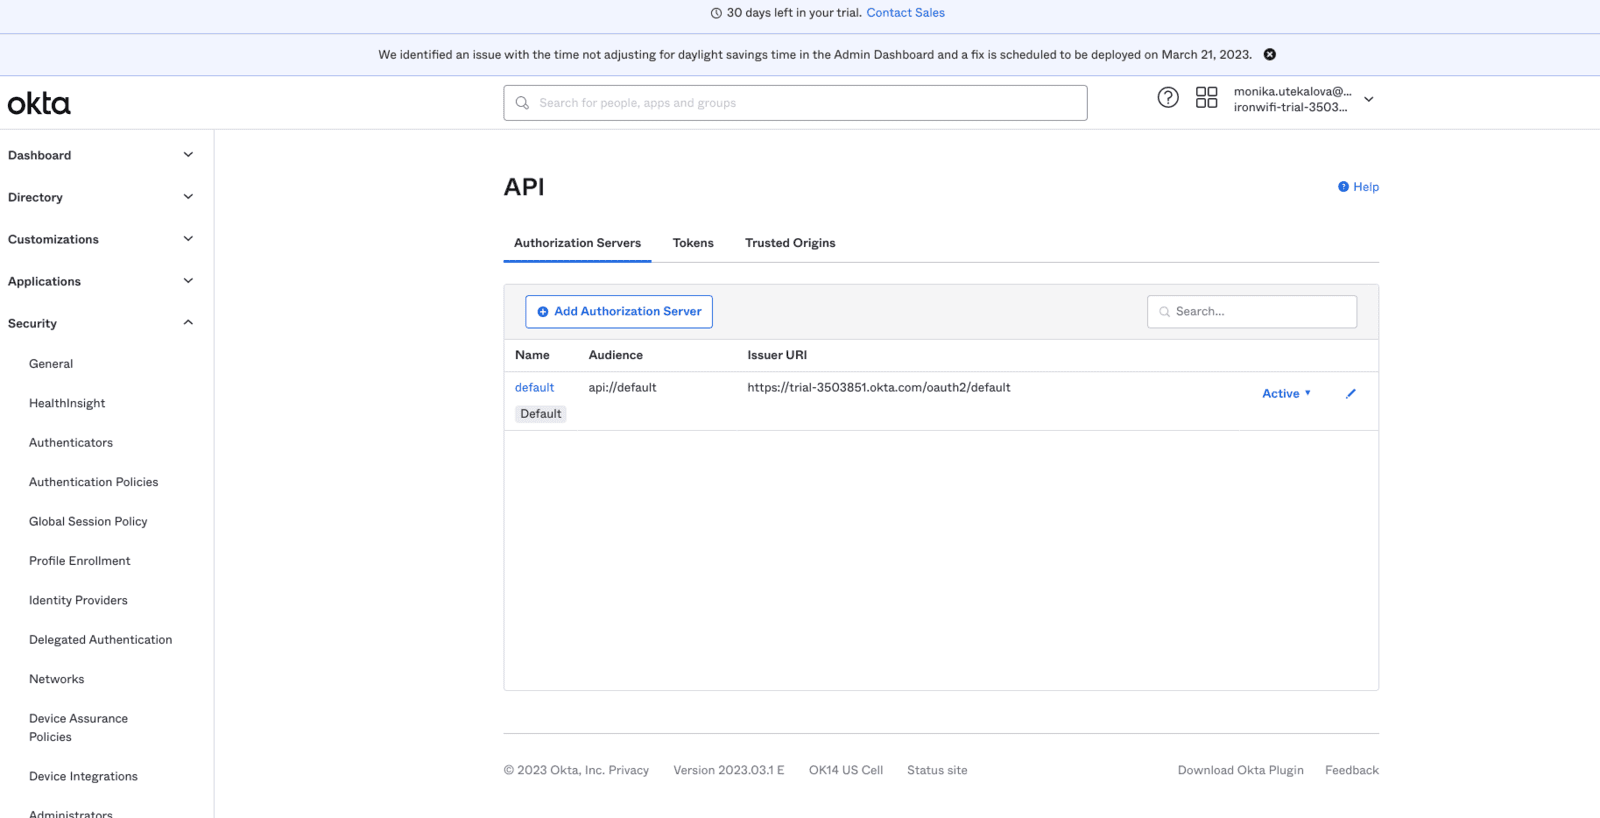 30 days left in your trial. Contact Sales
We identified an issue with the time not adjusting for daylight savings time in the Admin Dashboard and a fix is scheduled to be deployed on March 21, 2023.
okta
Search for people, apps and groups
monika.utekalova@...
ironwifi-trial-3503...
Dashboard
Directory
Customizations
Applications
Security
General
HealthInsight
Authenticators
Authentication Policies
Global Session Policy
Profile Enrollment
Identity Providers
Delegated Authentication
Networks
Device Assurance
Policies
Device Integrations
Administrators
API
Help
Authorization Servers Tokens Trusted Origins
Add Authorization Server
Search...
Name Audience Issuer URI
default api://default https://trial-3503851.okta.com/oauth2/default Active
Default
© 2023 Okta, Inc. Privacy Version 2023.03.1 E OK14 US Cell Status site Download Okta Plugin Feedback